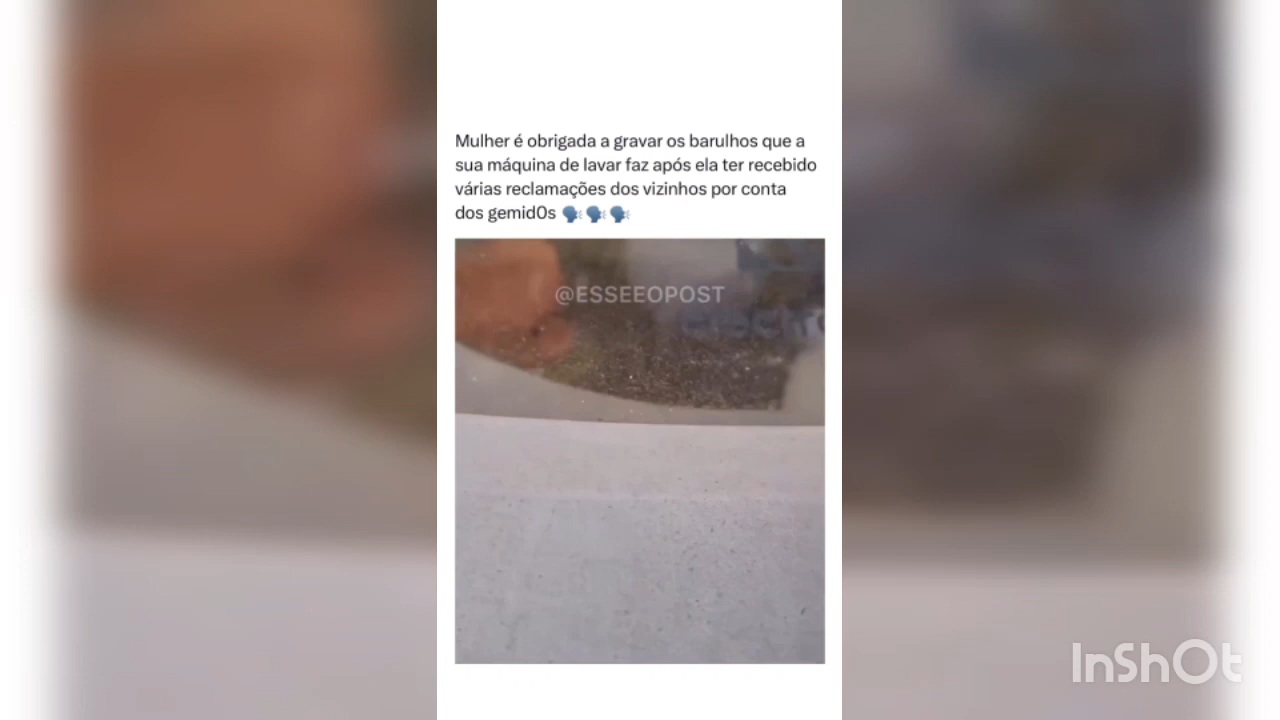 Mulher é obrigada a gravar os barulhos que a
sua máquina de lavar faz após ela ter recebido
várias reclamações dos vizinhos por conta
dos gemid0s 🗣️🗣️🗣️
@ESSEEOPOST
InShOt